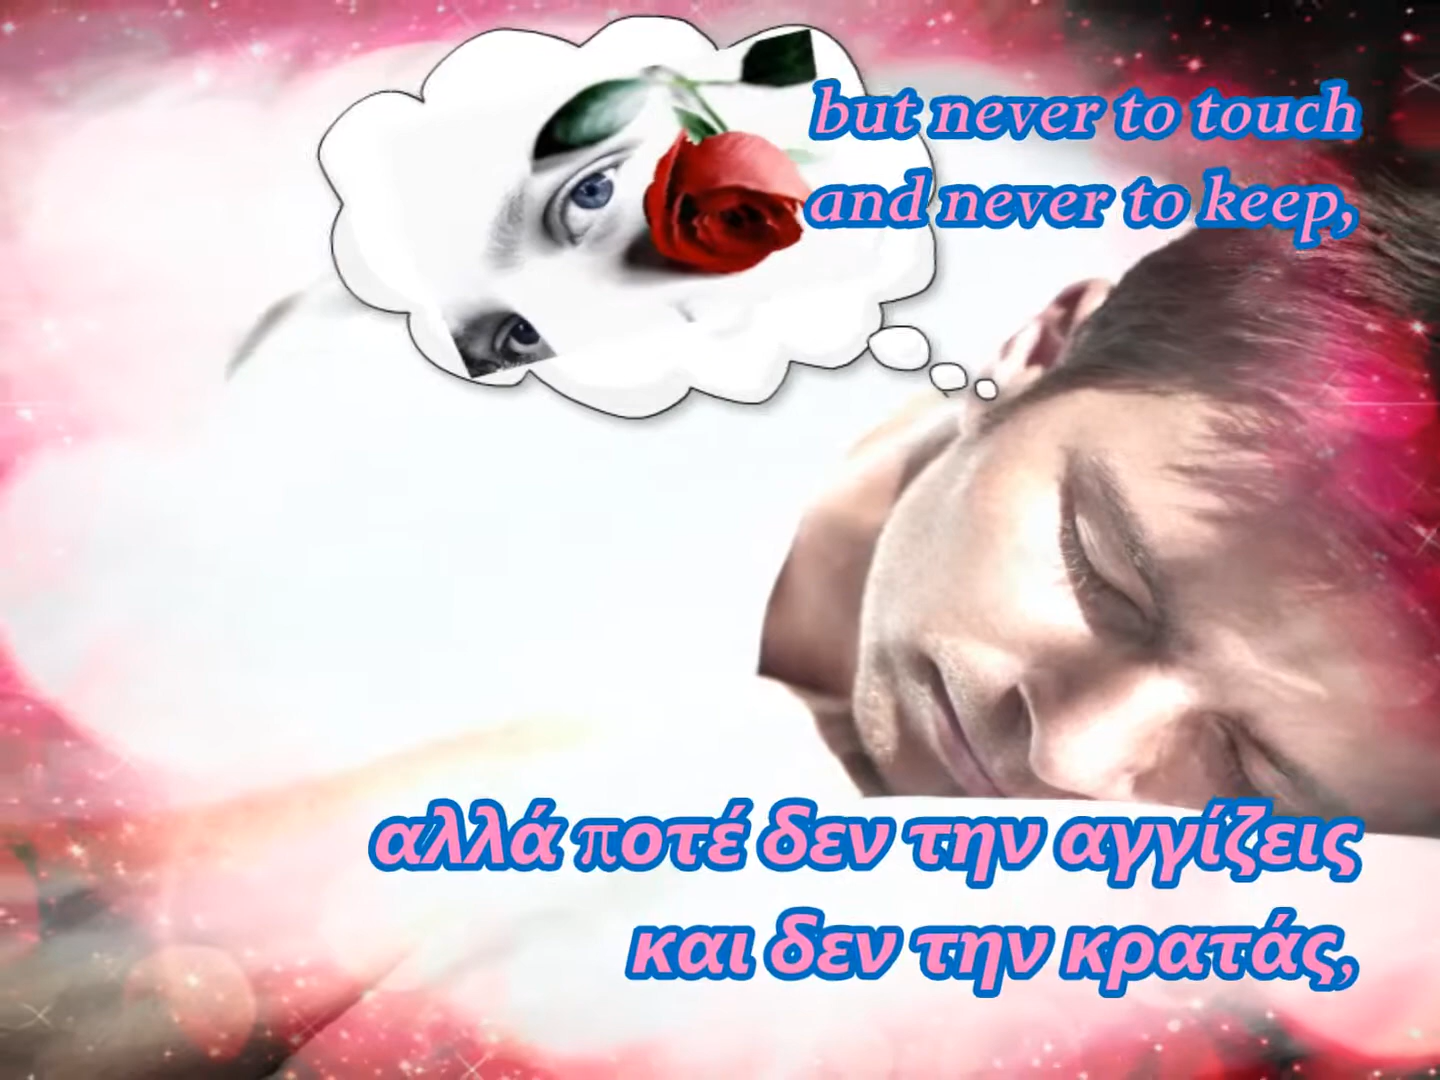 but never to touch
and never to keep,
αλλά ποτέ δεν την αγγίζεις
και δεν την κρατάς,